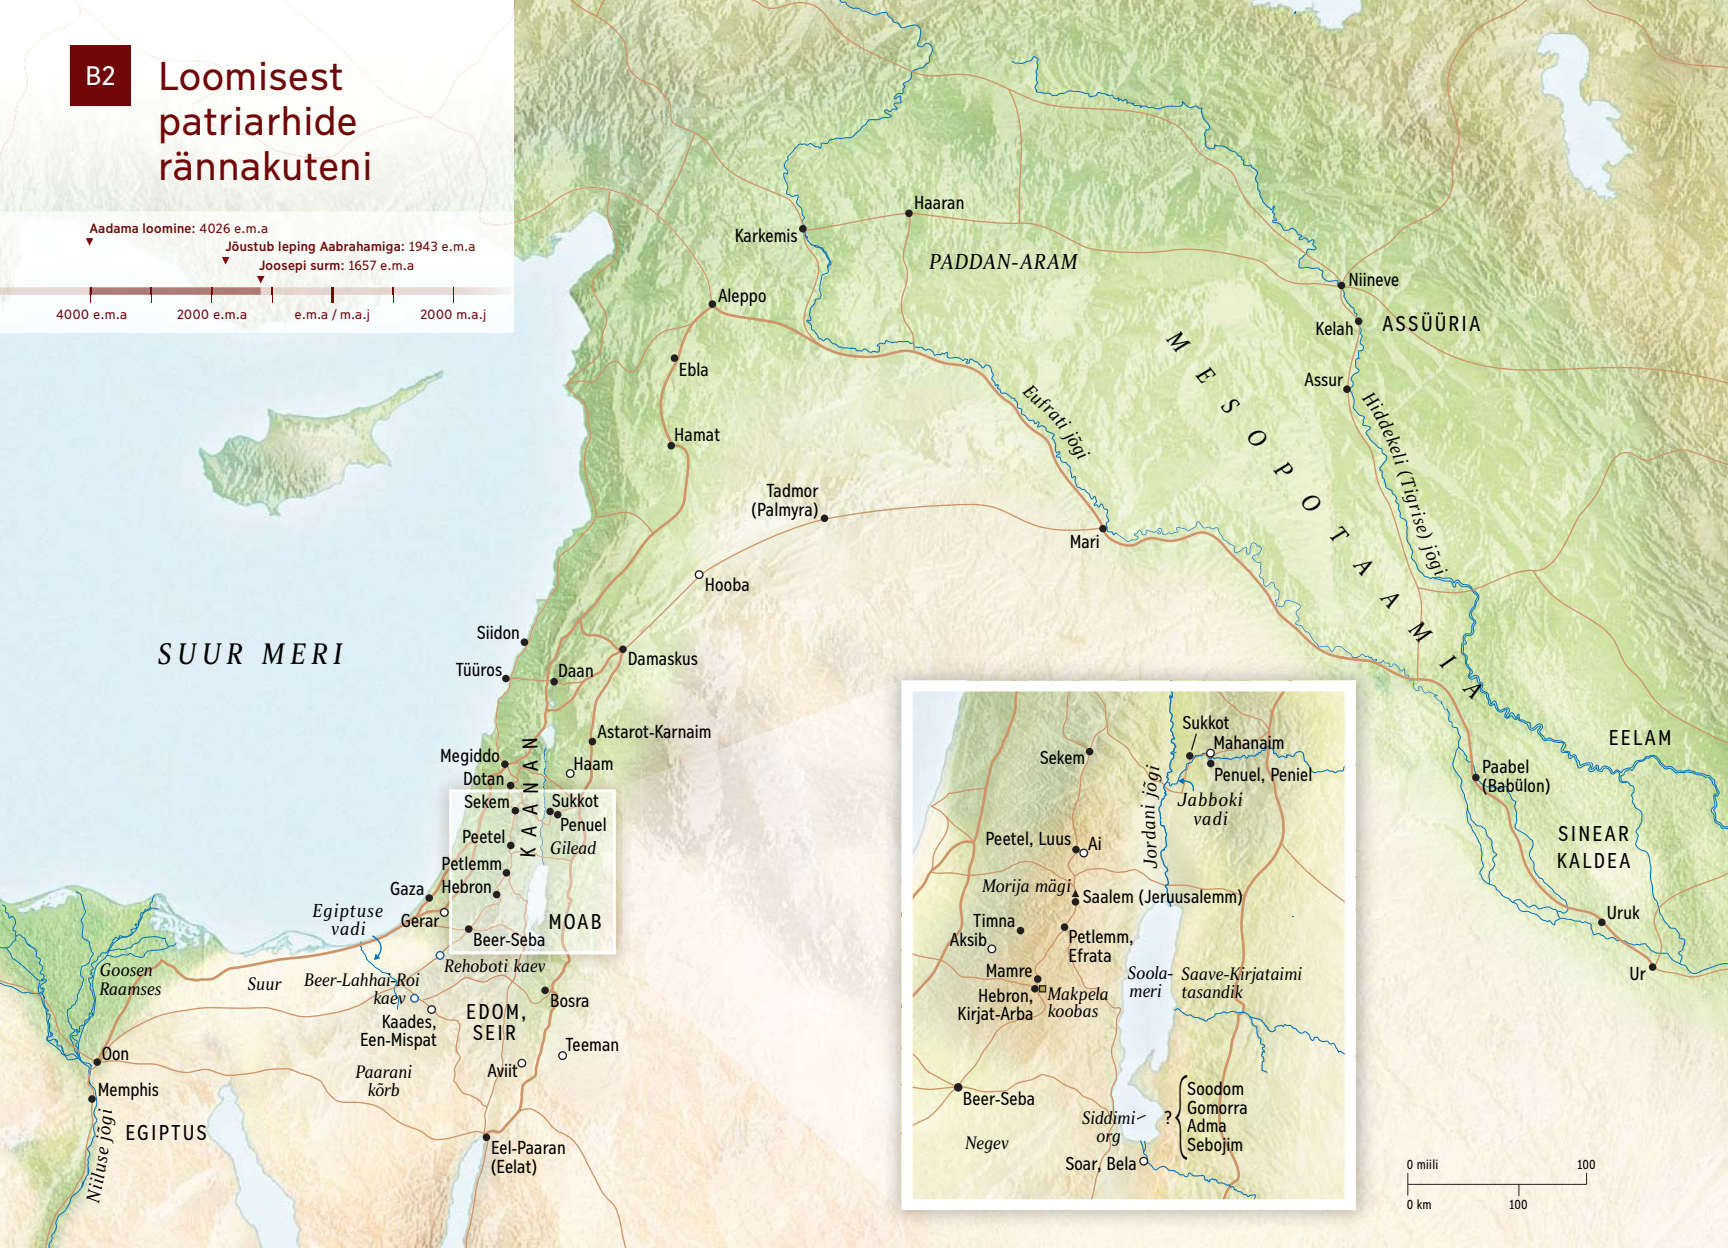 B2
Loomisest
patriarhide
rännakuteni
Aadama loomine: 4026 e.m.a
Jõustub leping Aabrahamiga: 1943 e.m.a
Joosepi surm: 1657 e.m.a
4000 e.m.a
2000 e.m.a
e.m.a / m.a.j
2000 m.a.j
Haaran
Karkemis
PADDAN-ARAM
Niineve
Aleppo
Kelah
ASSÜÜRIA
Ebla
Assur
MESOPOTAAMIA
Eufrati jõgi
Hiddekeli (Tigrise) jõgi
Hamat
Tadmor
(Palmyra)
Mari
Hooba
SUUR MERI
Siidon
Damaskus
Tüüros
Daan
Astarot-Karnaim
Megiddo
Haam
Dotan
KAANAN
Sekem
Sukkot
Penuel
Peetel
Gilead
Petlemm
Gaza
Hebron
Gerar
MOAB
Egiptuse
vadi
Beer-Seba
Rehoboti kaev
Goosen
Raamses
Suur
Beer-Lahhai-Roi
kaev
Bosra
Kaades,
Een-Mispat
EDOM,
SEIR
Teeman
Oon
Aviit
Paarani
kõrb
Memphis
EGIPTUS
Niiluse jõgi
Eel-Paaran
(Eelat)
EELAM
Paabel
(Babülon)
SINEAR
KALDEA
Uruk
Ur
Sukkot
Mahanaim
Sekem
Penuel, Peniel
Jordani jõgi
Jabboki
vadi
Peetel, Luus
Ai
Morija mägi
Saalem (Jeruusalemm)
Timna
Aksib
Petlemm,
Efrata
Mamre
Soola-
meri
Saave-Kirjataimi
tasandik
Hebron,
Kirjat-Arba
Makpela
koobas
Beer-Seba
Siddimi
org
?
Soodom
Gomorra
Adma
Sebojim
Negev
Soar, Bela
0 miili
100
0 km
100